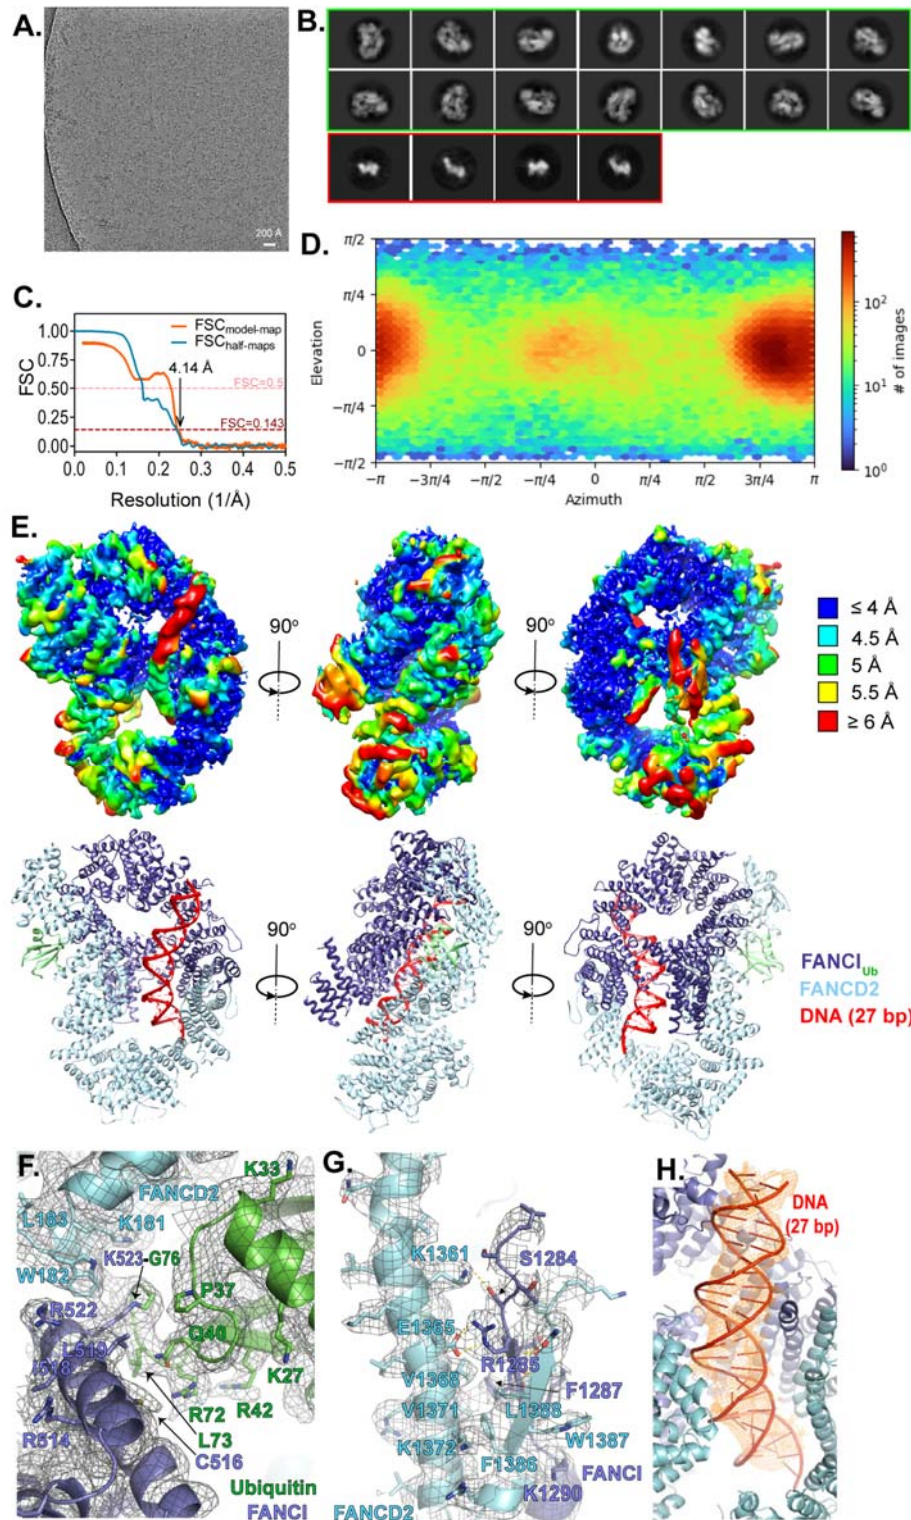 A.
200 Å
B.
C.
FSC
1.00
0.75
0.50
0.25
0.00
FSCmodel-map
FSChalf-maps
4.14 Å
FSC=0.5
FSC=0.143
0.0 0.1 0.2 0.3 0.4 0.5
Resolution (1/Å)
D.
Elevation
π/2
π/4
0
−π/4
−π/2
−π −3π/4 −π/2 −π/4 0 π/4 π/2 3π/4 π
Azimuth
10²
10¹
10⁰
# of images
E.
90°
90°
≤ 4 Å
4.5 Å
5 Å
5.5 Å
≥ 6 Å
90°
90°
FANCIUb
FANCD2
DNA (27 bp)
F.
K33
FANCD2
L183
K181
K523-G76
W182
P37
R522
L519
Q40
I518
K27
R72
R42
R514
L73
C516
Ubiquitin
FANCI
G.
K1361
S1284
E1365
R1285
V1368
F1287
V1371
L1388
K1372
W1387
F1386
FANCI
K1290
FANCD2
H.
DNA
(27 bp)